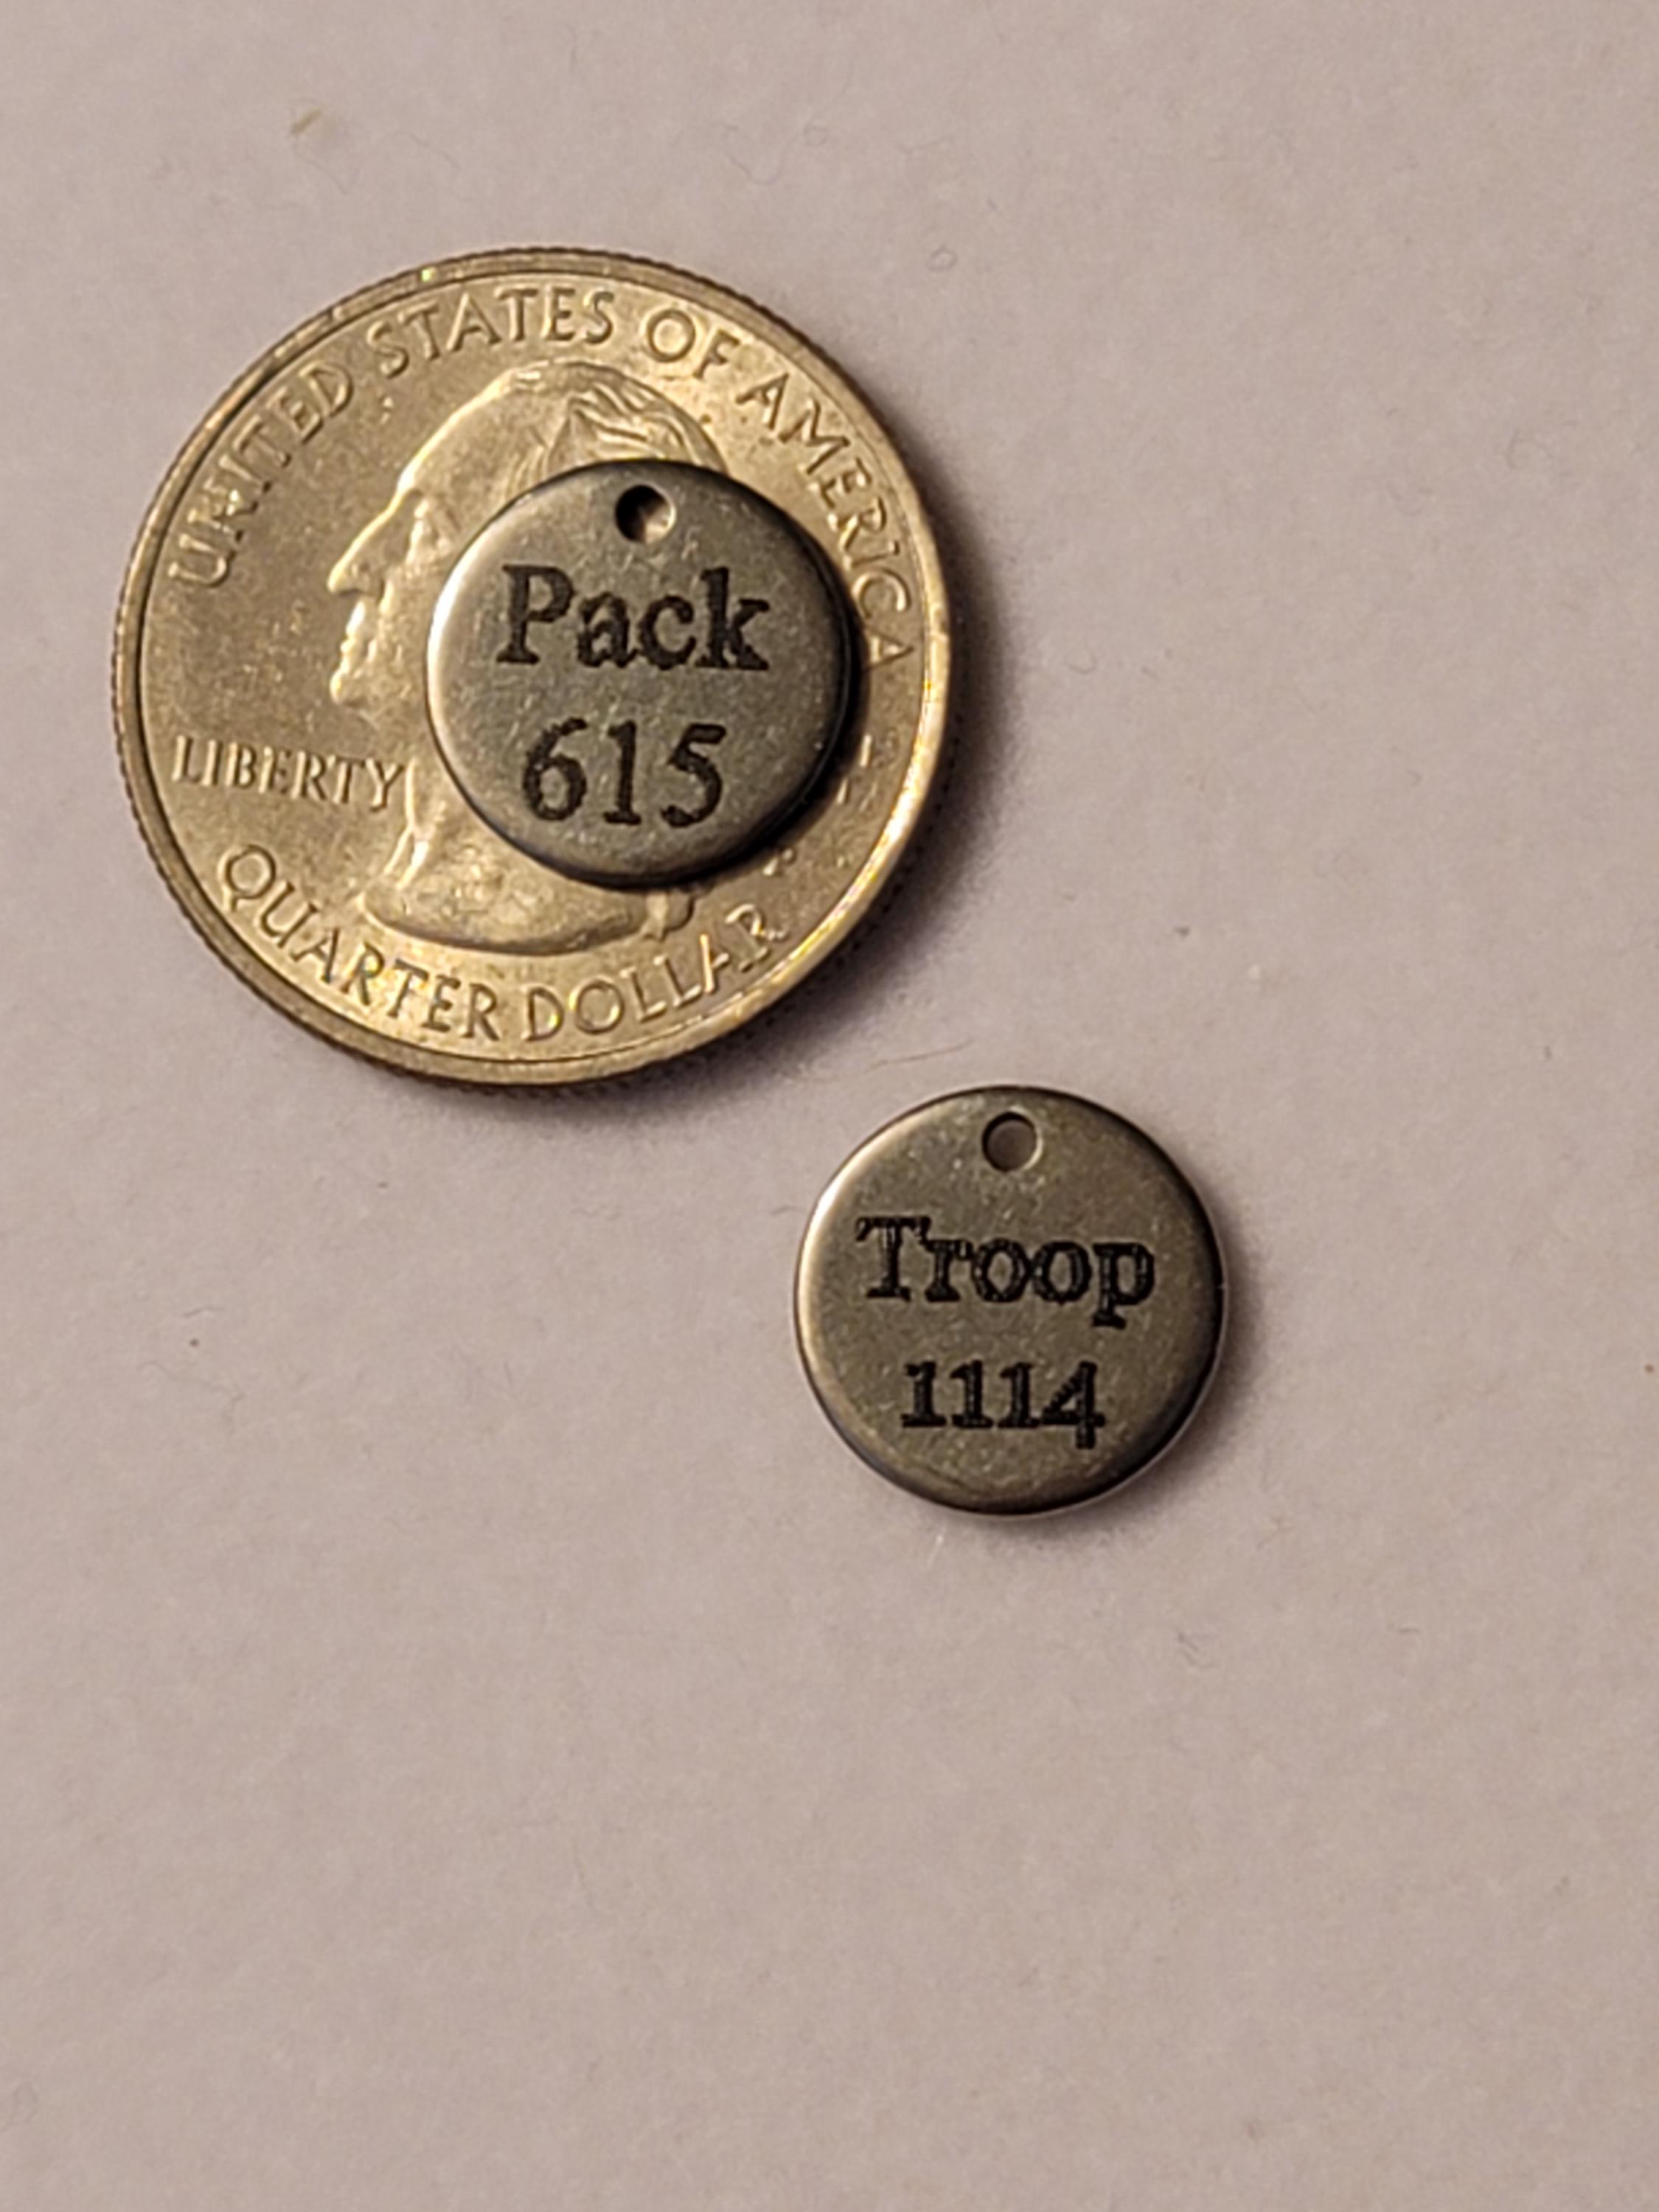 UNITED STATES OF AMERICA
LIBERTY
QUARTER DOLLAR
Pack
615
Troop
1114